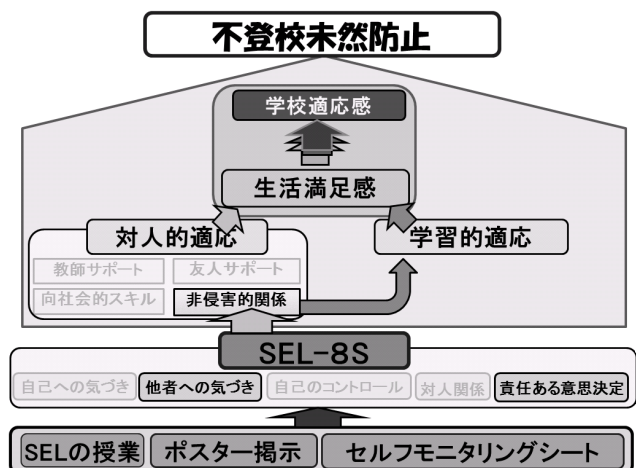 不登校未然防止
学校適応感
生活満足感
対人的適応
学習的適応
教師サポート
友人サポート
向社会的スキル
非侵害的関係
SEL-8S
自己への気づき
他者への気づき
自己のコントロール
対人関係
責任ある意思決定
SELの授業
ポスター掲示
セルフモニタリングシート